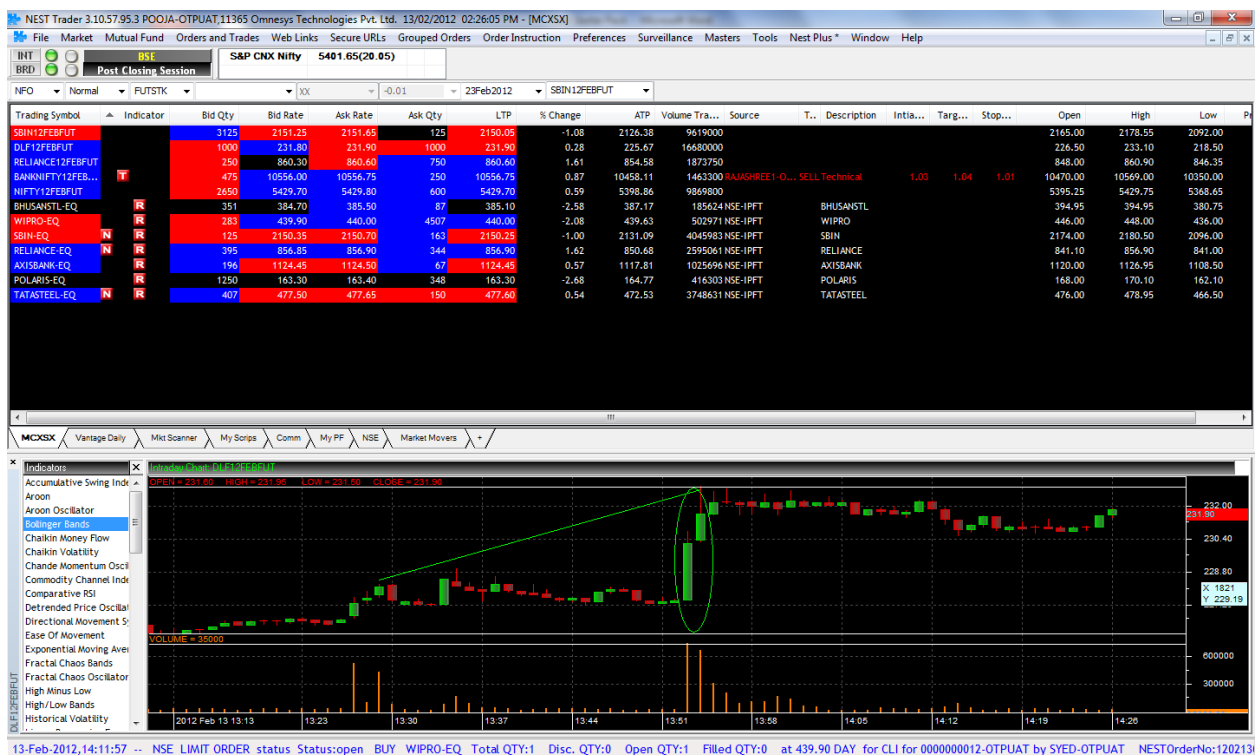 NEST Trader 3.10.57.95.3 POOJA-OTPUAT,11365 Omnesys Technologies Pvt. Ltd. 13/02/2012 02:26:05 PM - [MCXSX]
File Market Mutual Fund Orders and Trades Web Links Secure URLs Grouped Orders Order Instruction Preferences Surveillance Masters Tools Nest Plus* Window Help
INT BSE S&P CNX Nifty 5401.65(20.05)
BRD Post Closing Session
NFO Normal FUTSTK XX -0.01 23Feb2012 SBIN12FEBFUT
Trading Symbol Indicator Bid Qty Bid Rate Ask Rate Ask Qty LTP % Change ATP Volume Tra... Source T.. Description Intia... Targ... Stop... Open High Low Pr
SBIN12FEBFUT 3125 2151.25 2151.65 125 2150.05 -1.08 2126.38 9619000 2165.00 2178.55 2092.00
DLF12FEBFUT 1000 231.80 231.90 1000 231.90 0.28 225.67 16680000 226.50 233.10 218.50
RELIANCE12FEBFUT 250 860.30 860.60 750 860.60 1.61 854.58 1873750 848.00 860.90 846.35
BANKNIFTY12FEB... T 475 10556.00 10556.75 250 10556.75 0.87 10458.11 1463300 RAJASHREE1-O... SELL Technical 1.03 1.04 1.01 10470.00 10569.00 10350.00
NIFTY12FEBFUT 2650 5429.70 5429.80 600 5429.70 0.59 5398.86 9869800 5395.25 5429.75 5368.65
BHUSANSTL-EQ R 351 384.70 385.50 87 385.10 -2.58 387.17 185624 NSE-IPFT BHUSANSTL 394.95 394.95 380.75
WIPRO-EQ R 283 439.90 440.00 4507 440.00 -2.08 439.63 502971 NSE-IPFT WIPRO 446.00 448.00 436.00
SBIN-EQ N R 125 2150.35 2150.70 163 2150.25 -1.00 2131.09 4045983 NSE-IPFT SBIN 2174.00 2180.50 2096.00
RELIANCE-EQ N R 395 856.85 856.90 344 856.90 1.62 850.68 2595061 NSE-IPFT RELIANCE 841.10 856.90 841.00
AXISBANK-EQ R 196 1124.45 1124.50 67 1124.45 0.57 1117.81 1025696 NSE-IPFT AXISBANK 1120.00 1126.95 1108.50
POLARIS-EQ R 1250 163.30 163.40 348 163.30 -2.68 164.77 416303 NSE-IPFT POLARIS 168.00 170.10 162.10
TATASTEEL-EQ N R 407 477.50 477.65 150 477.60 0.54 472.53 3748631 NSE-IPFT TATASTEEL 476.00 478.95 466.50
MCXSX Vantage Daily Mkt Scanner My Scrips Comm My PF NSE Market Movers +
Indicators
Accumulative Swing Inde
Aroon
Aroon Oscillator
Bollinger Bands
Chaikin Money Flow
Chaikin Volatility
Chande Momentum Osci
Commodity Channel Inde
Comparative RSI
Detrended Price Oscillat
Directional Movement Sy
Ease Of Movement
Exponential Moving Aver
Fractal Chaos Bands
Fractal Chaos Oscillator
High Minus Low
High/Low Bands
Historical Volatility
DLF12FEBFUT
Intraday Chart: DLF12FEBFUT
OPEN = 231.60 HIGH = 231.95 LOW = 231.50 CLOSE = 231.90
232.00
231.90
230.40
228.80
X 1821
Y 229.19
VOLUME = 35000
600000
300000
2012 Feb 13 13:13 13:23 13:30 13:37 13:44 13:51 13:58 14:05 14:12 14:19 14:26
13-Feb-2012,14:11:57 -- NSE LIMIT ORDER status Status:open BUY WIPRO-EQ Total QTY:1 Disc. QTY:0 Open QTY:1 Filled QTY:0 at 439.90 DAY for CLI for 0000000012-OTPUAT by SYED-OTPUAT NESTOrderNo:120213